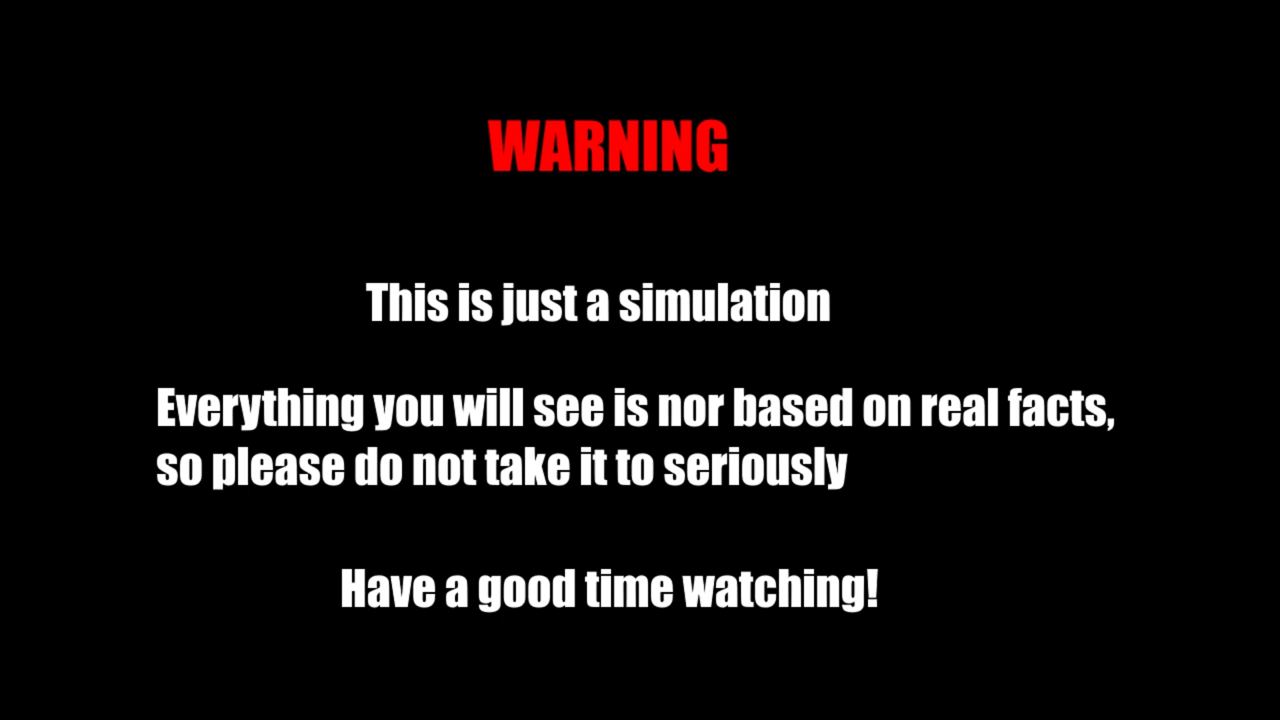 WARNING
This is just a simulation
Everything you will see is nor based on real facts,
so please do not take it to seriously
Have a good time watching!